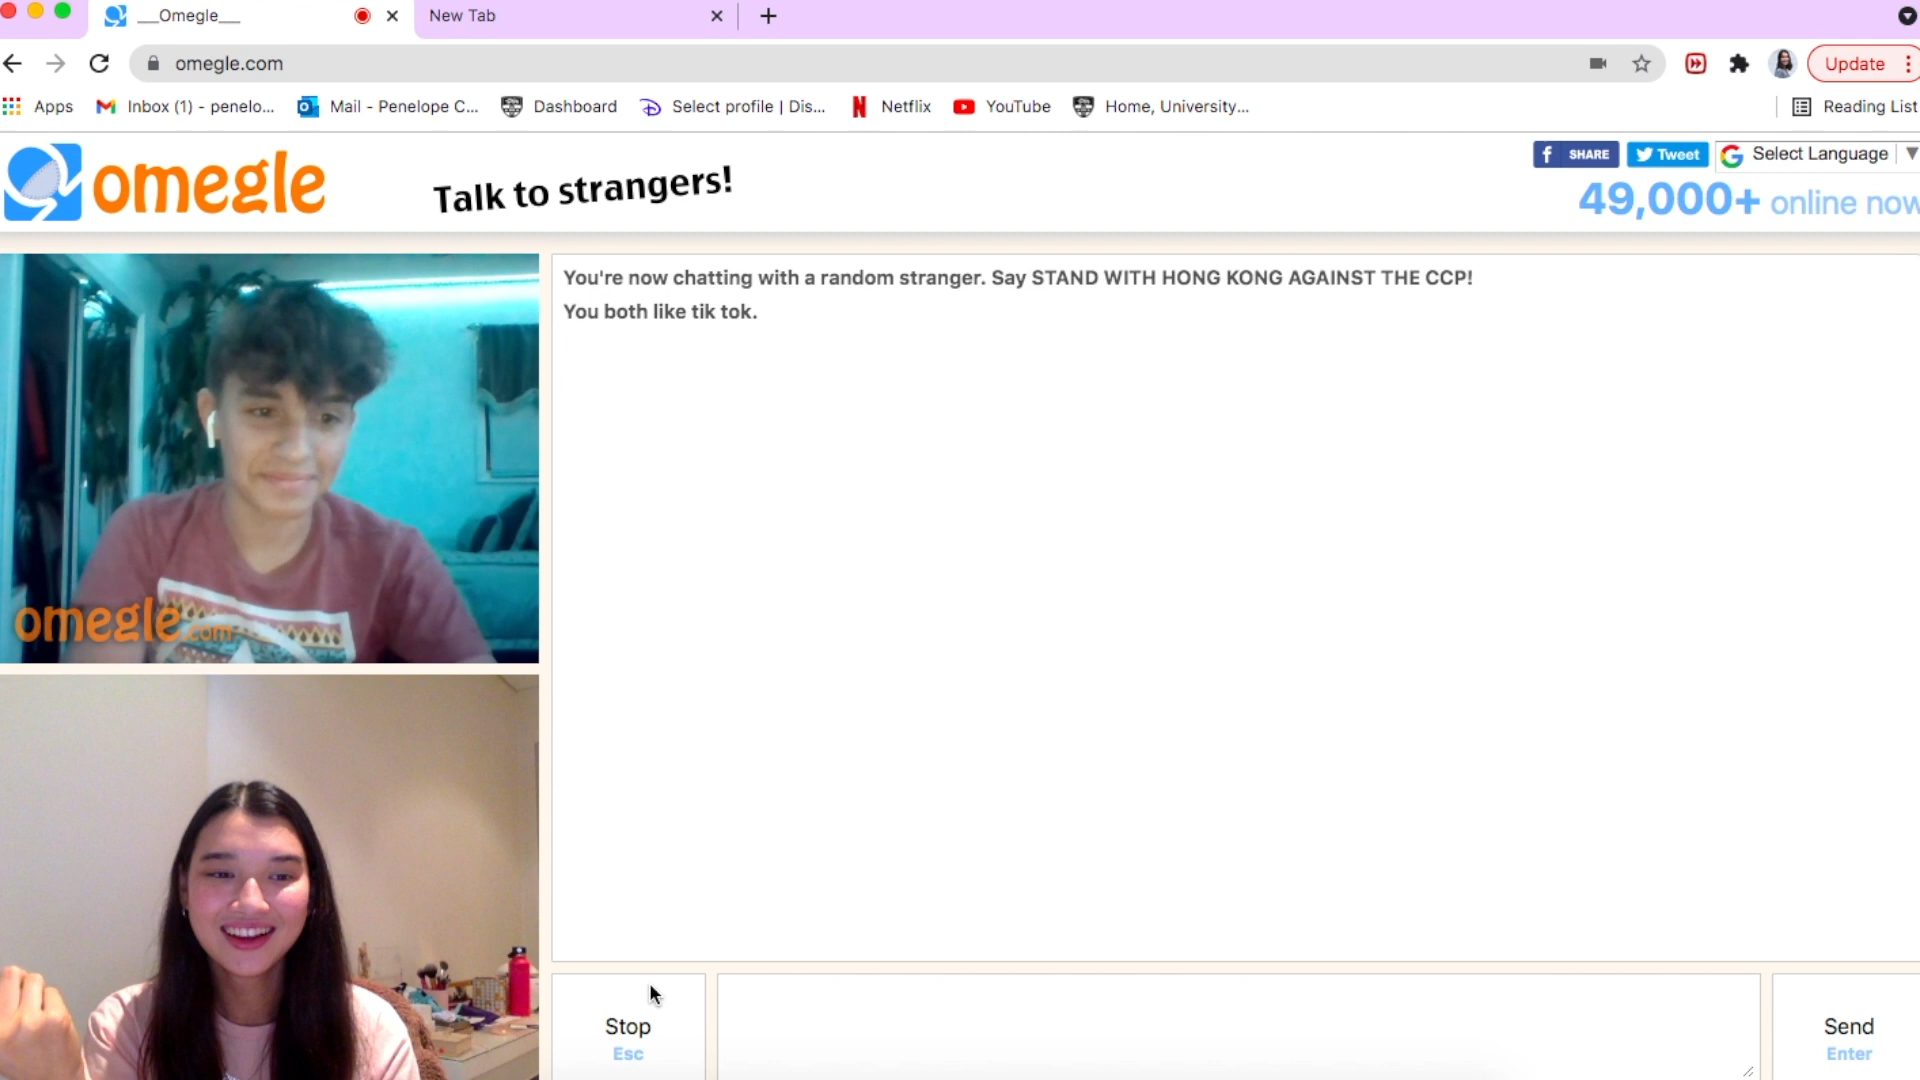 ___Omegle___
New Tab
omegle.com
Update
Apps
Inbox (1) - penelo...
Mail - Penelope C...
Dashboard
Select profile | Dis...
Netflix
YouTube
Home, University...
Reading List
omegle
Talk to strangers!
SHARE
Tweet
Select Language
49,000+ online now
You're now chatting with a random stranger. Say STAND WITH HONG KONG AGAINST THE CCP!
You both like tik tok.
omegle.com
Stop
Esc
Send
Enter